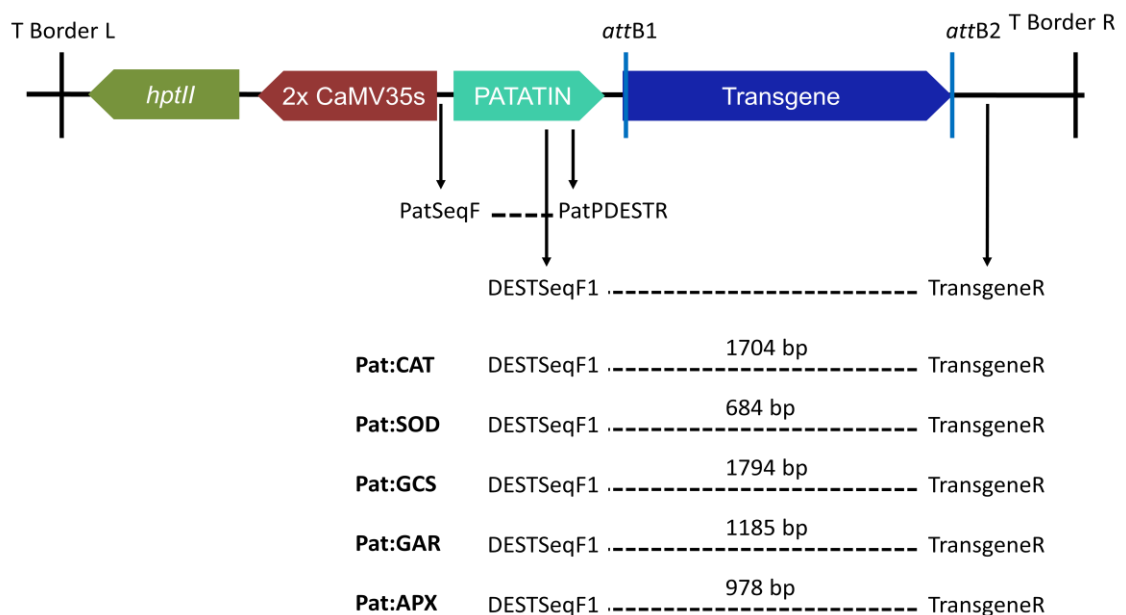 T Border L
attB1
attB2
T Border R
hptII
2x CaMV35s
PATATIN
Transgene
PatSeqF
PatPDESTR
DESTSeqF1
TransgeneR
Pat:CAT DESTSeqF1 1704 bp TransgeneR
Pat:SOD DESTSeqF1 684 bp TransgeneR
Pat:GCS DESTSeqF1 1794 bp TransgeneR
Pat:GAR DESTSeqF1 1185 bp TransgeneR
Pat:APX DESTSeqF1 978 bp TransgeneR